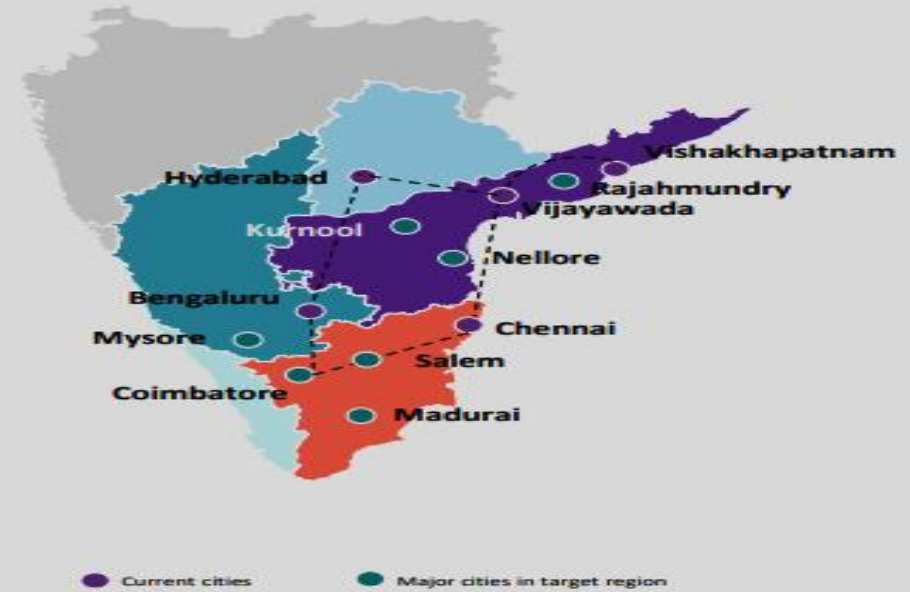 Vishakhapatnam
Hyderabad
Rajahmundry
Vijayawada
Kurnool
Nellore
Bengaluru
Chennai
Mysore
Salem
Coimbatore
Madurai
Current cities
Major cities in target region